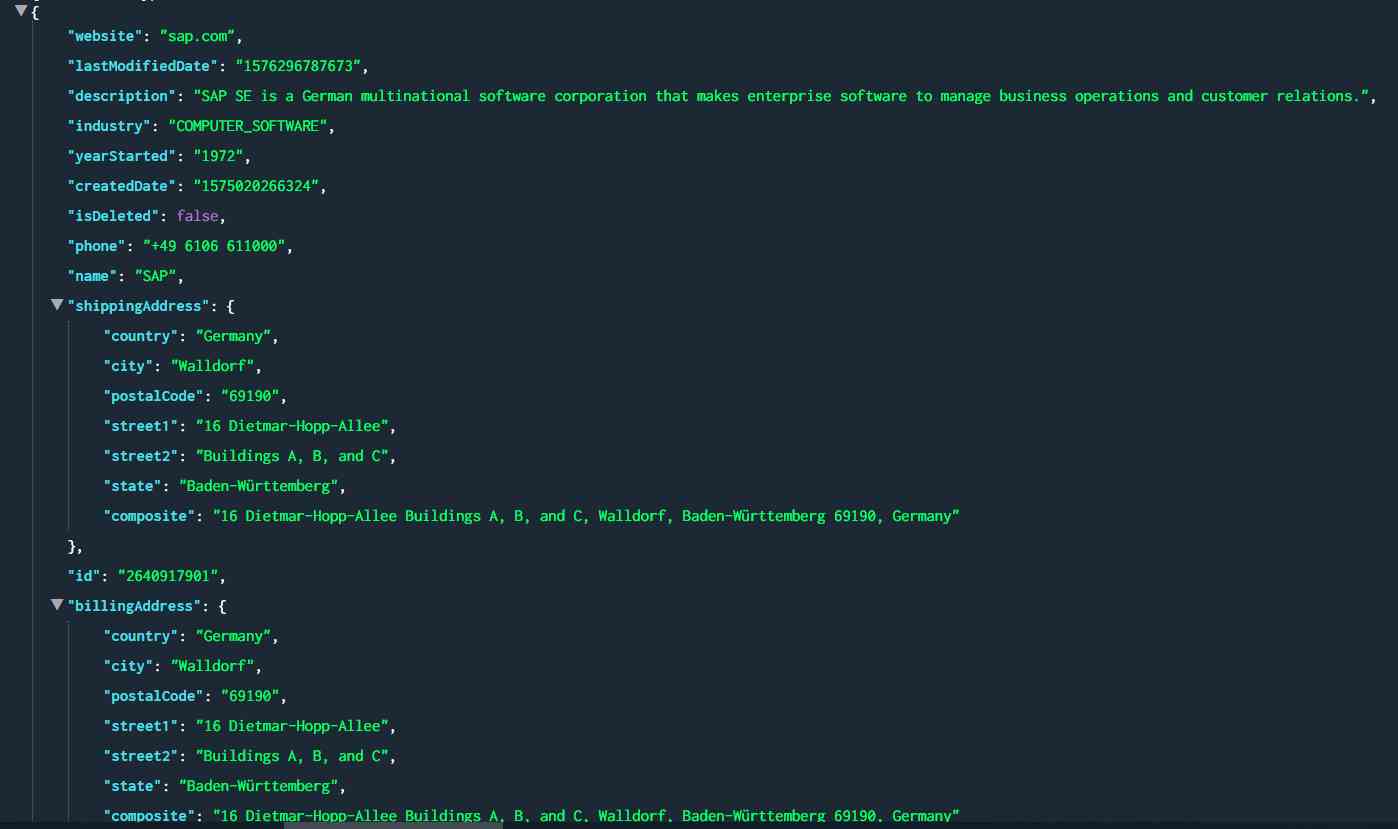 {
"website": "sap.com",
"lastModifiedDate": "1576296787673",
"description": "SAP SE is a German multinational software corporation that makes enterprise software to manage business operations and customer relations.",
"industry": "COMPUTER_SOFTWARE",
"yearStarted": "1972",
"createdDate": "1575020266324",
"isDeleted": false,
"phone": "+49 6106 611000",
"name": "SAP",
"shippingAddress": {
"country": "Germany",
"city": "Walldorf",
"postalCode": "69190",
"street1": "16 Dietmar-Hopp-Allee",
"street2": "Buildings A, B, and C",
"state": "Baden-Württemberg",
"composite": "16 Dietmar-Hopp-Allee Buildings A, B, and C, Walldorf, Baden-Württemberg 69190, Germany"
},
"id": "2640917901",
"billingAddress": {
"country": "Germany",
"city": "Walldorf",
"postalCode": "69190",
"street1": "16 Dietmar-Hopp-Allee",
"street2": "Buildings A, B, and C",
"state": "Baden-Württemberg",
"composite": "16 Dietmar-Hopp-Allee Buildings A, B, and C, Walldorf, Baden-Württemberg 69190, Germany"